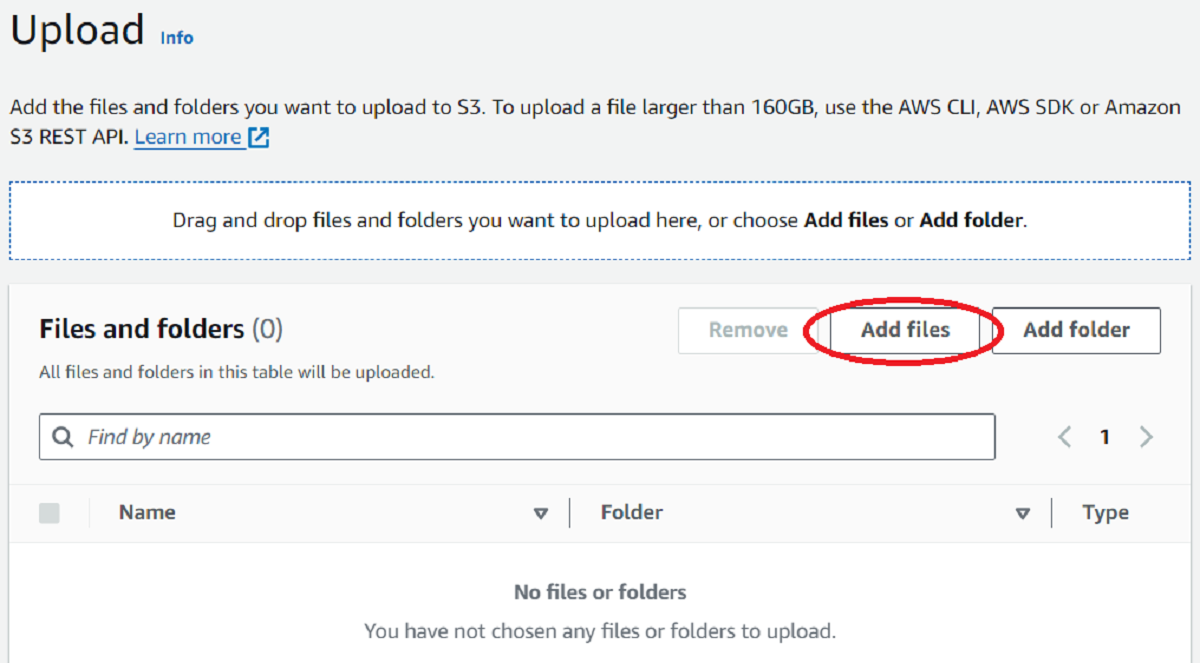 Upload Info
Add the files and folders you want to upload to S3. To upload a file larger than 160GB, use the AWS CLI, AWS SDK or Amazon
S3 REST API. Learn more
Drag and drop files and folders you want to upload here, or choose Add files or Add folder.
Files and folders (0) Remove Add files Add folder
All files and folders in this table will be uploaded.
Find by name 1
Name Folder Type
No files or folders
You have not chosen any files or folders to upload.